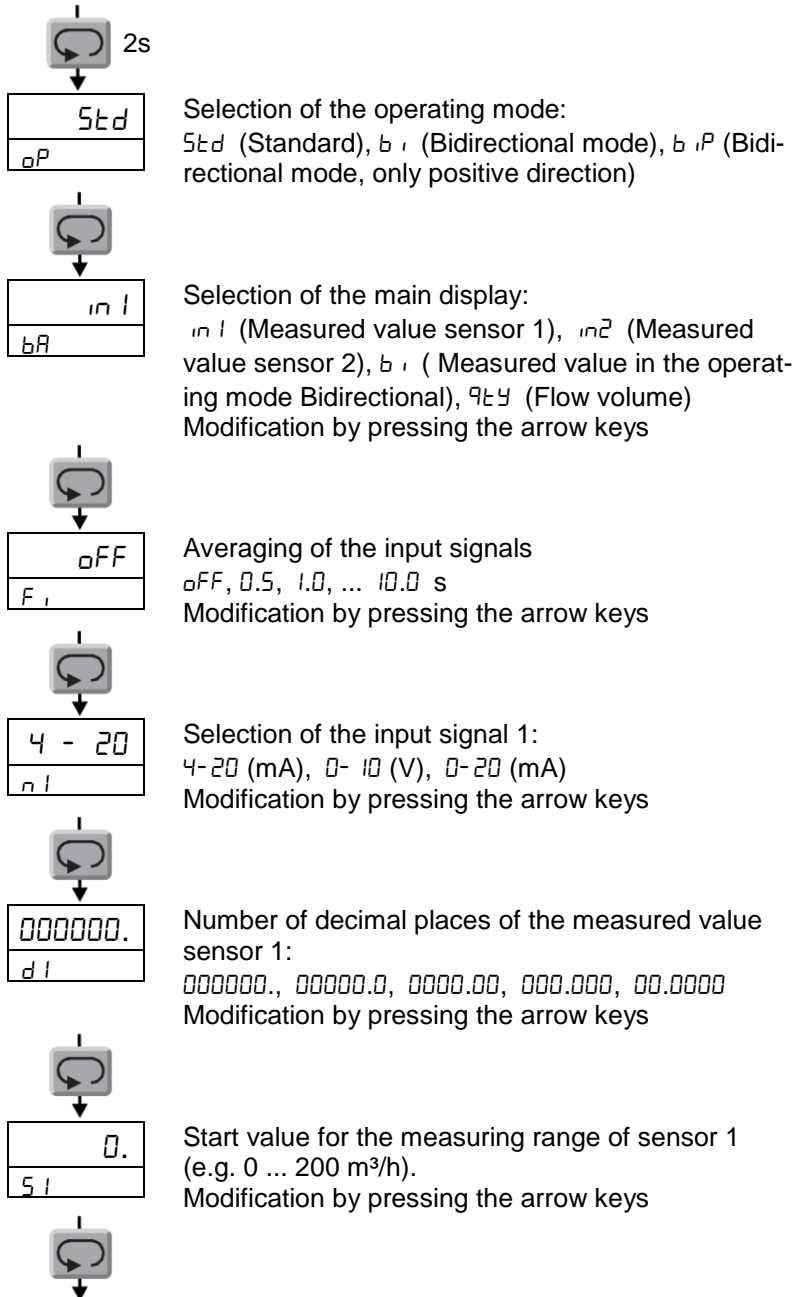 2s
Std
oP
Selection of the operating mode:
Std (Standard), bi (Bidirectional mode), biP (Bidi-
rectional mode, only positive direction)
in1
bA
Selection of the main display:
in1 (Measured value sensor 1), in2 (Measured
value sensor 2), bi ( Measured value in the operat-
ing mode Bidirectional), qty (Flow volume)
Modification by pressing the arrow keys
oFF
Fi
Averaging of the input signals
oFF, 0.5, 1.0, ... 10.0 s
Modification by pressing the arrow keys
4 - 20
n1
Selection of the input signal 1:
4-20 (mA), 0-10 (V), 0-20 (mA)
Modification by pressing the arrow keys
000000.
d1
Number of decimal places of the measured value
sensor 1:
000000., 00000.0, 0000.00, 000.000, 00.0000
Modification by pressing the arrow keys
0.
S1
Start value for the measuring range of sensor 1
(e.g. 0 ... 200 m³/h).
Modification by pressing the arrow keys